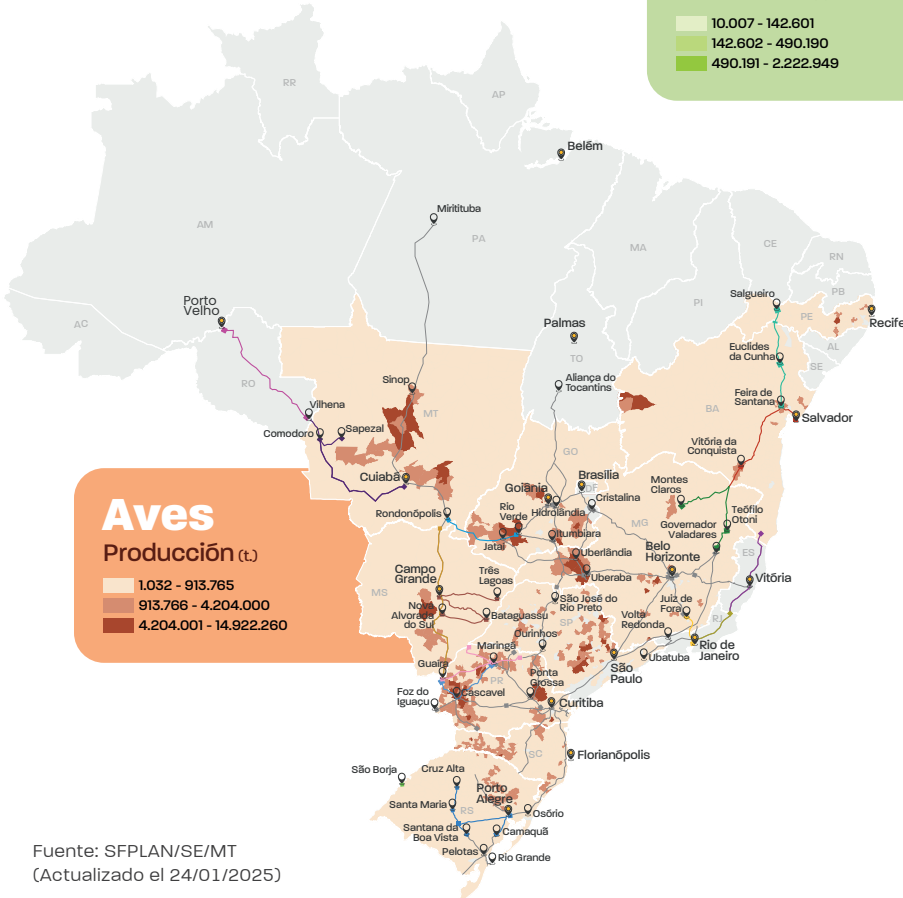 10.007 - 142.601
142.602 - 490.190
490.191 - 2.222.949
RR
AP
Belém
Miritituba
AM
PA
MA
CE
RN
PB
PI
Salgueiro
PE
Recife
Porto
Velho
AC
Palmas
TO
AL
SE
Euclides
da Cunha
RO
Sinop
Aliança do
Tocantins
MT
BA
Feira de
Santana
Salvador
Vilhena
Comodoro
Sapezal
Vitória da
Conquista
GO
Cuiabá
Goiânia
Brasilia
DF
Cristalina
Montes
Claros
Rondonópolis
Rio
Verde
Hidrolândia
MG
Teófilo
Otoni
Governador
Valadares
Jataí
Itumbiara
Uberlândia
Belo
Horizonte
ES
Uberaba
Vitória
Aves
Producción (t.)
1.032 - 913.765
913.766 - 4.204.000
4.204.001 - 14.922.260
MS
Campo
Grande
Três
Lagoas
Nova
Alvorada
do Sul
Bataguassu
São José do
Rio Preto
SP
Juiz de
Fora
Volta
Redonda
RJ
Rio de
Janeiro
Ourinhos
Maringá
Ubatuba
São
Paulo
Guaira
PR
Ponta
Grossa
Foz do
Iguaçu
Cascavel
Curitiba
SC
Florianópolis
São Borja
Cruz Alta
Porto
Alegre
Santa Maria
RS
Osório
Santana da
Boa Vista
Camaquã
Pelotas
Rio Grande
Fuente: SFPLAN/SE/MT
(Actualizado el 24/01/2025)